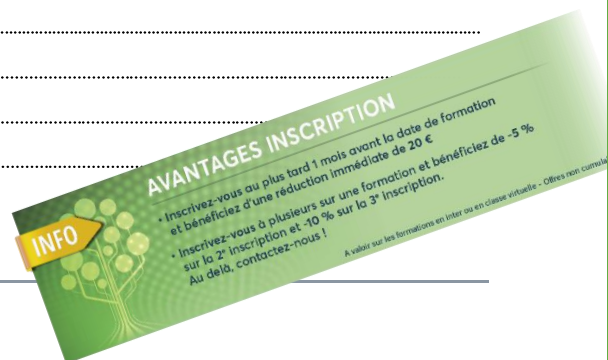 AVANTAGES INSCRIPTION
• Inscrivez-vous au plus tard 1 mois avant la date de formation
et bénéficiez d'une réduction immédiate de 20 €
• Inscrivez-vous à plusieurs sur une formation et bénéficiez de -5 %
sur la 2e inscription et -10 % sur la 3e inscription.
Au delà, contactez-nous !
INFO
A valoir sur les formations en inter ou en classe virtuelle - Offres non